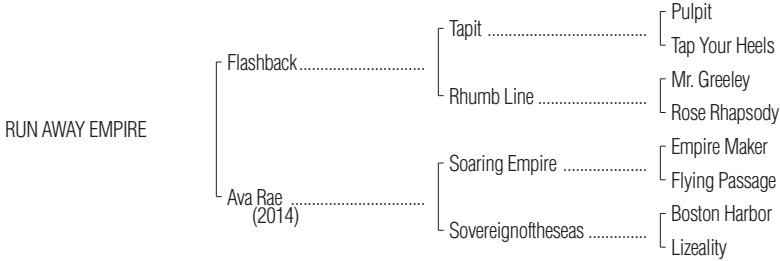 Pulpit
Tapit
Tap Your Heels
Flashback
Mr. Greeley
Rhumb Line
Rose Rhapsody
RUN AWAY EMPIRE
Empire Maker
Soaring Empire
Flying Passage
Ava Rae
(2014)
Boston Harbor
Sovereignoftheseas
Lizeality